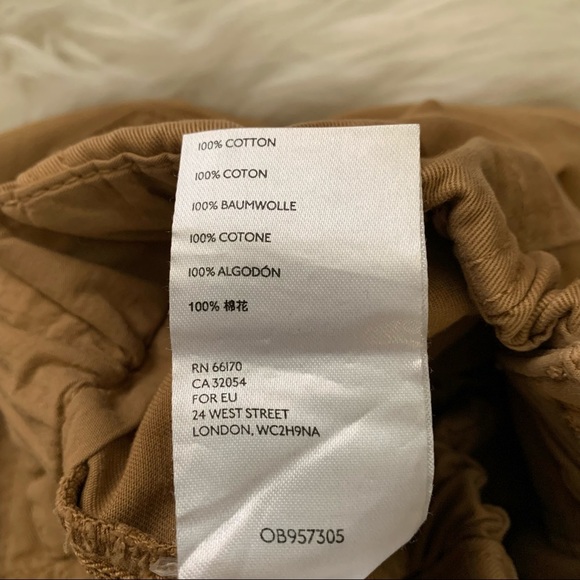 100% COTTON
100% COTON
100% BAUMWOLLE
100% COTONE
100% ALGODÓN
100% 棉花
RN 66170
CA 32054
FOR EU
24 WEST STREET
LONDON, WC2H9NA
OB957305